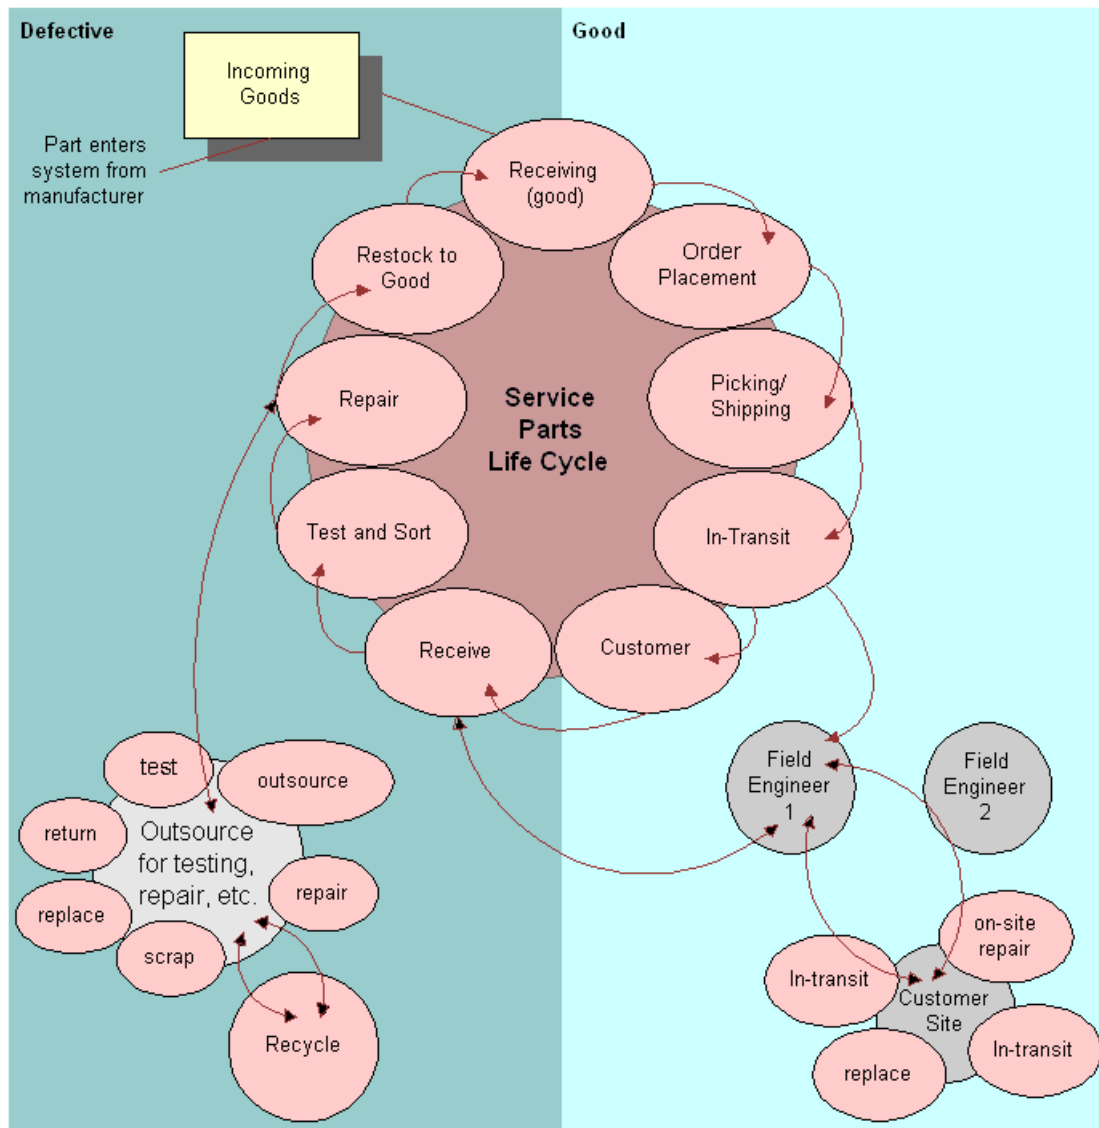 Defective
Good
Incoming
Goods
Part enters
system from
manufacturer
Receiving
(good)
Restock to
Good
Order
Placement
Repair
Picking/
Shipping
Service
Parts
Life Cycle
Test and Sort
In-Transit
Receive
Customer
test
outsource
return
Outsource
for testing,
repair, etc.
replace
repair
scrap
Recycle
Field
Engineer
1
Field
Engineer
2
on-site
repair
In-transit
Customer
Site
In-transit
replace